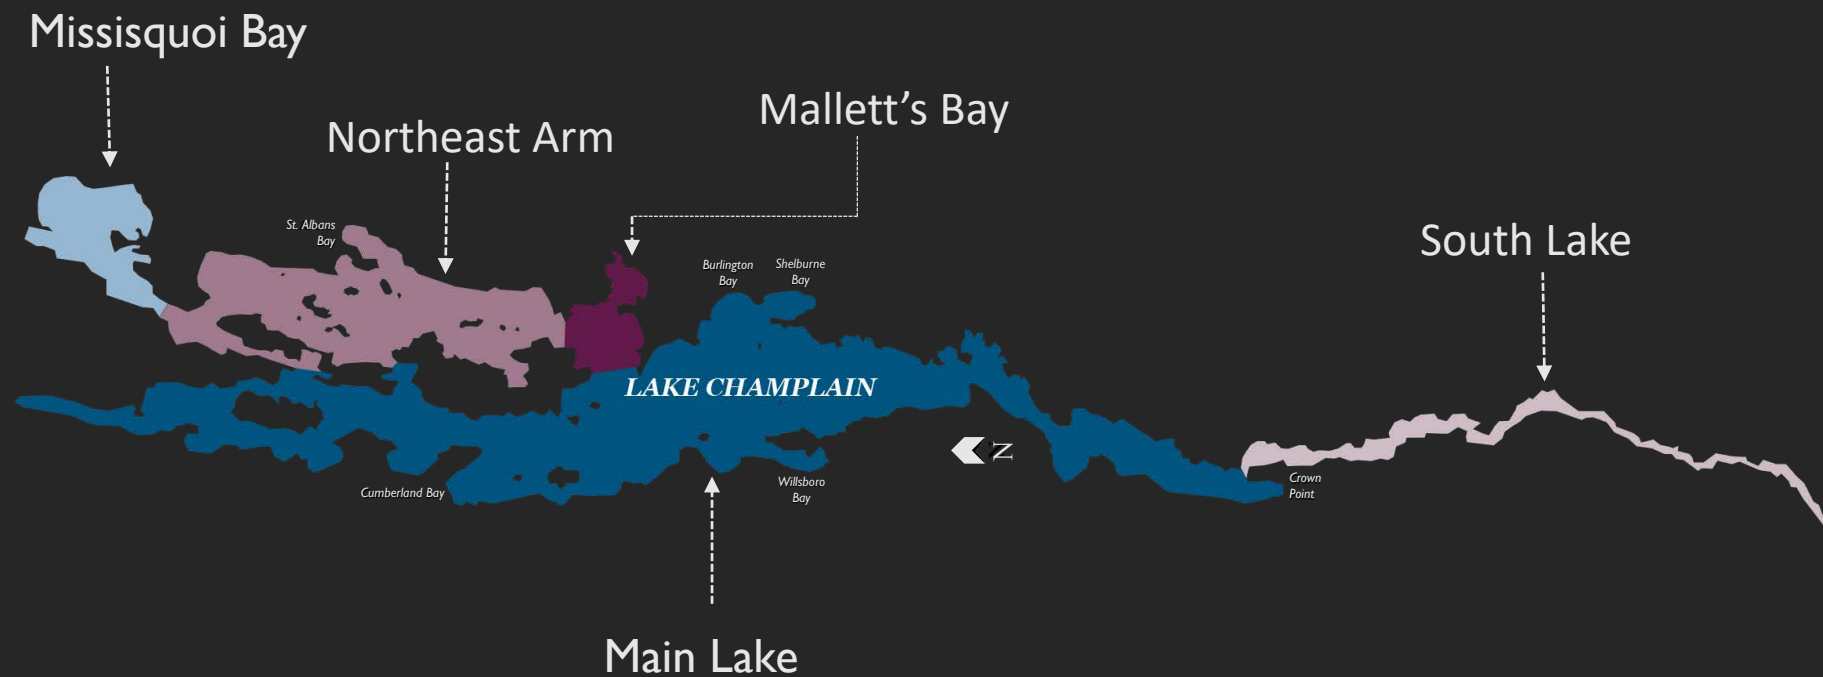 Missisquoi Bay
Northeast Arm
Mallett’s Bay
St. Albans
Bay
Burlington
Bay
Shelburne
Bay
South Lake
LAKE CHAMPLAIN
N
Cumberland Bay
Willsboro
Bay
Crown
Point
Main Lake